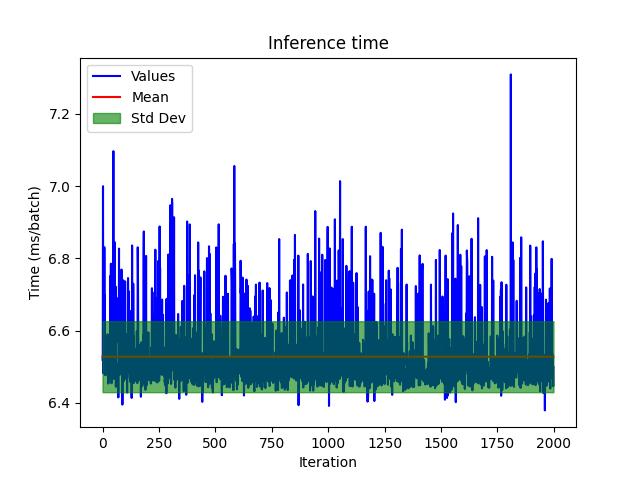 Inference time
Values
Mean
Std Dev
Time (ms/batch)
7.2
7.0
6.8
6.6
6.4
0 250 500 750 1000 1250 1500 1750 2000
Iteration